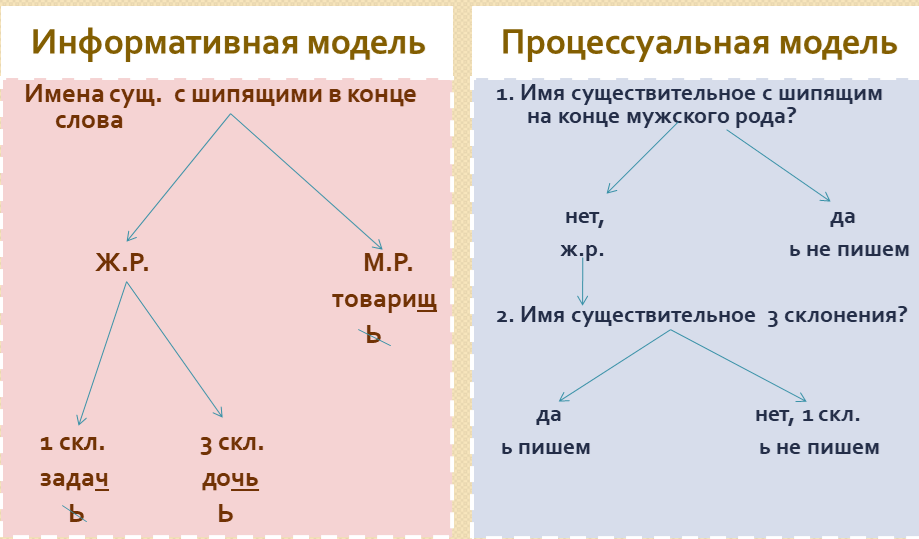 Информативная модель
Имена сущ. с шипящими в конце
слова
Ж.Р.
М.Р.
товарищ
Ь
1 скл.
3 скл.
задач
дочь
Ь
Ь
Процессуальная модель
1. Имя существительное с шипящим
на конце мужского рода?
нет,
да
ж.р.
ь не пишем
2. Имя существительное 3 склонения?
да
нет, 1 скл.
ь пишем
ь не пишем